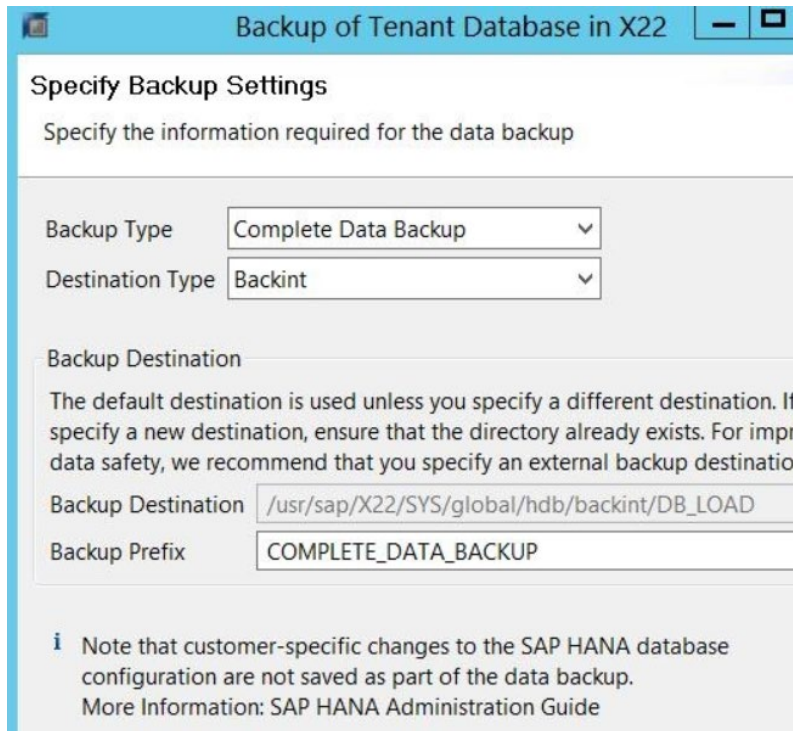 Backup of Tenant Database in X22
Specify Backup Settings
Specify the information required for the data backup
Backup Type Complete Data Backup
Destination Type Backint
Backup Destination
The default destination is used unless you specify a different destination. If
specify a new destination, ensure that the directory already exists. For impr
data safety, we recommend that you specify an external backup destinatio
Backup Destination /usr/sap/X22/SYS/global/hdb/backint/DB_LOAD
Backup Prefix COMPLETE_DATA_BACKUP
i Note that customer-specific changes to the SAP HANA database
configuration are not saved as part of the data backup.
More Information: SAP HANA Administration Guide